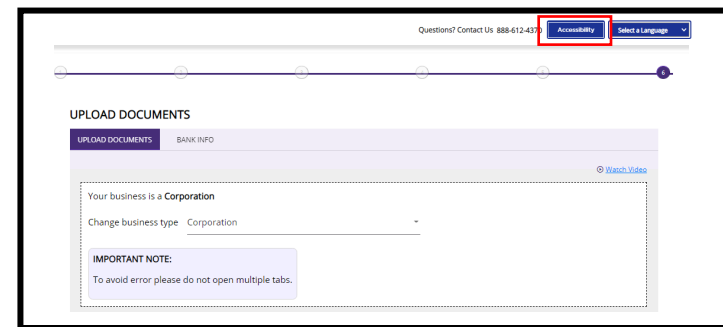 Questions? Contact Us 888-612-4370 Accessibility Select a Language
6
UPLOAD DOCUMENTS
UPLOAD DOCUMENTS BANK INFO
Watch Video
Your business is a Corporation
Change business type Corporation
IMPORTANT NOTE:
To avoid error please do not open multiple tabs.